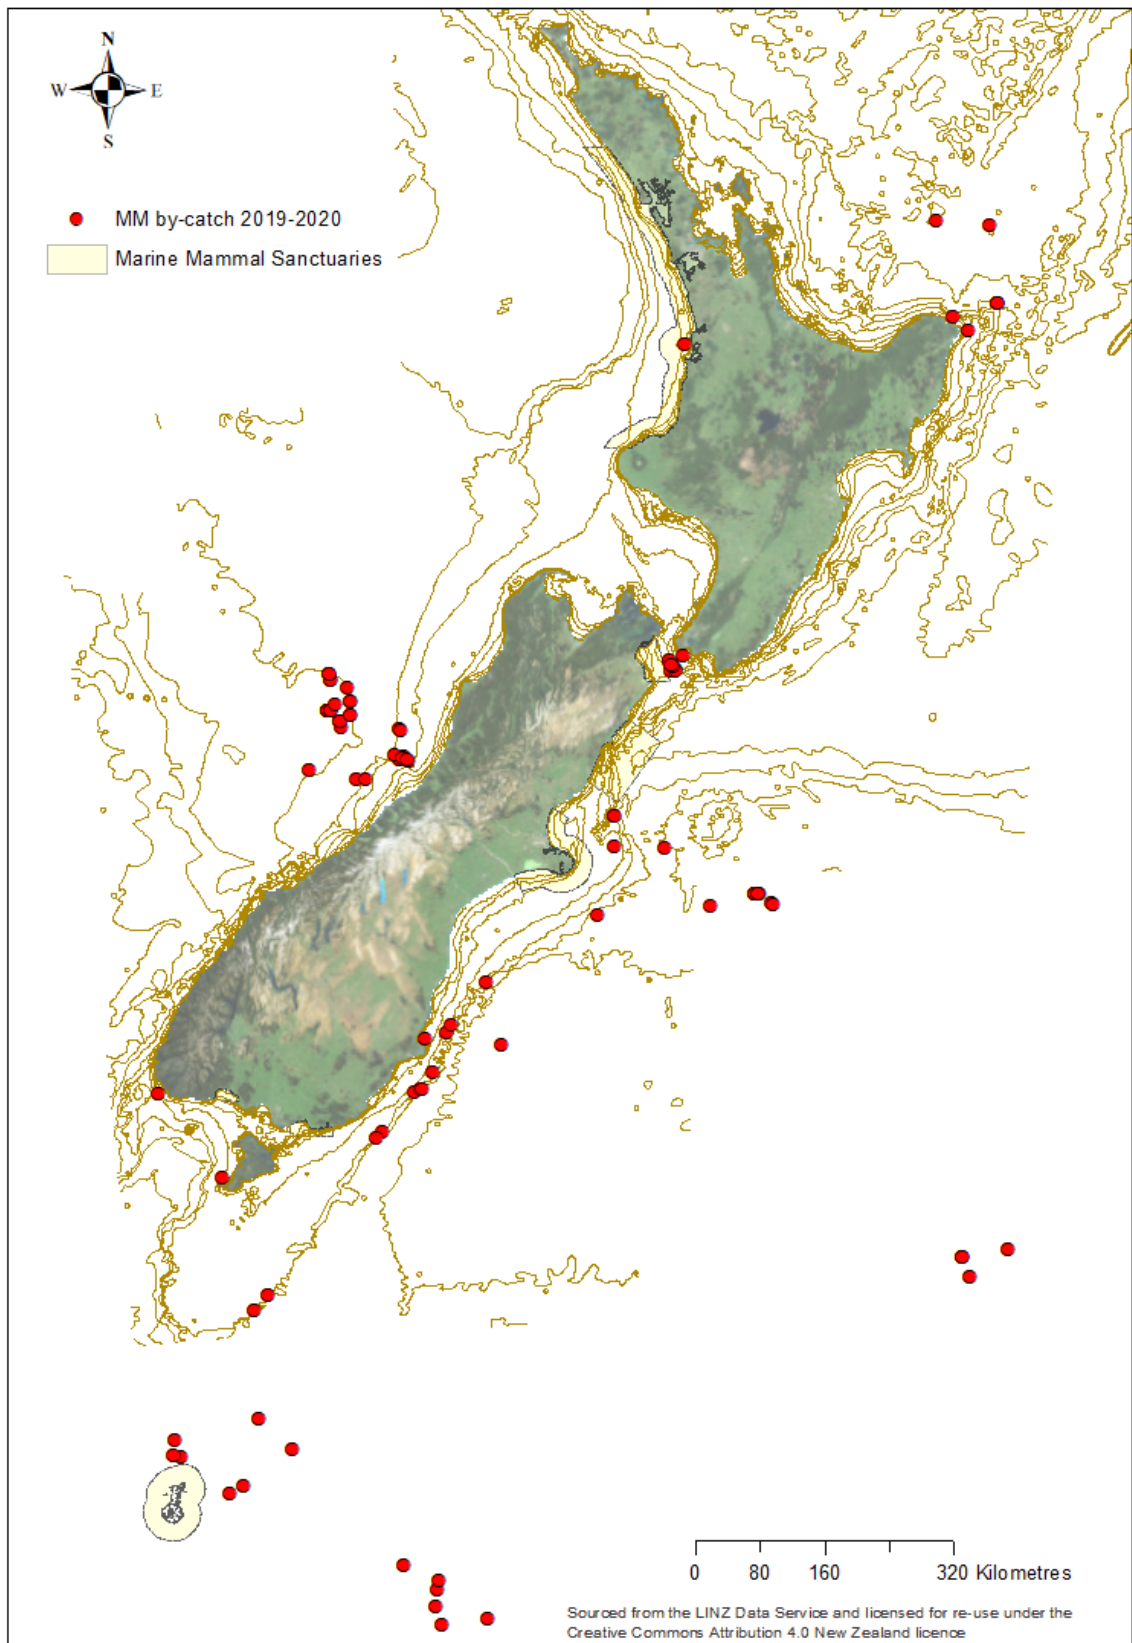 N
W E
S
MM by-catch 2019-2020
Marine Mammal Sanctuaries
0 80 160 320 Kilometres
Sourced from the LINZ Data Service and licensed for re-use under the
Creative Commons Attribution 4.0 New Zealand licence